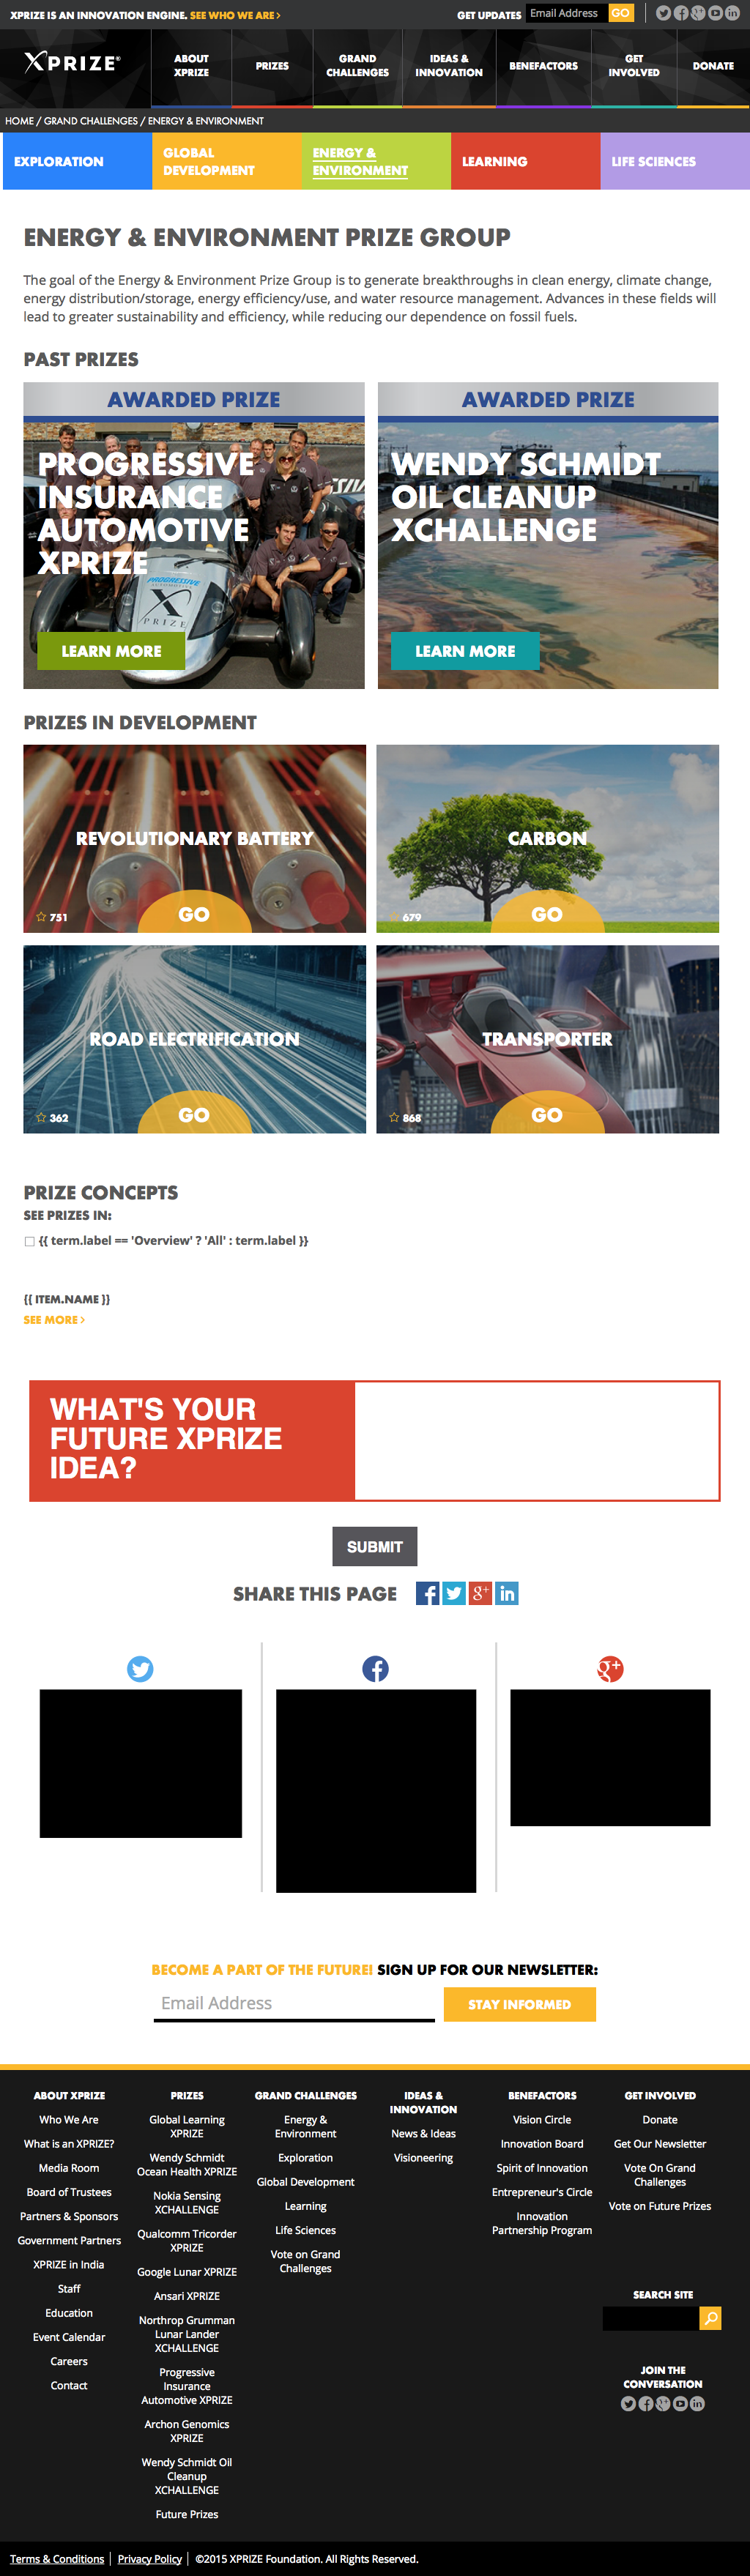 XPRIZE IS AN INNOVATION ENGINE. SEE WHO WE ARE >
GET UPDATES Email Address GO
XPRIZE®
ABOUT
XPRIZE
PRIZES
GRAND
CHALLENGES
IDEAS &
INNOVATION
BENEFACTORS
GET
INVOLVED
DONATE
HOME / GRAND CHALLENGES / ENERGY & ENVIRONMENT
EXPLORATION
GLOBAL
DEVELOPMENT
ENERGY &
ENVIRONMENT
LEARNING
LIFE SCIENCES
ENERGY & ENVIRONMENT PRIZE GROUP
The goal of the Energy & Environment Prize Group is to generate breakthroughs in clean energy, climate change,
energy distribution/storage, energy efficiency/use, and water resource management. Advances in these fields will
lead to greater sustainability and efficiency, while reducing our dependence on fossil fuels.
PAST PRIZES
AWARDED PRIZE
PROGRESSIVE
INSURANCE
AUTOMOTIVE
XPRIZE
PROGRESSIVE
X
PRIZE
LEARN MORE
AWARDED PRIZE
WENDY SCHMIDT
OIL CLEANUP
XCHALLENGE
LEARN MORE
PRIZES IN DEVELOPMENT
REVOLUTIONARY BATTERY
751
GO
CARBON
679
GO
ROAD ELECTRIFICATION
362
GO
TRANSPORTER
868
GO
PRIZE CONCEPTS
SEE PRIZES IN:
{{ term.label == 'Overview' ? 'All' : term.label }}
{{ ITEM.NAME }}
SEE MORE >
WHAT'S YOUR
FUTURE XPRIZE
IDEA?
SUBMIT
SHARE THIS PAGE
BECOME A PART OF THE FUTURE! SIGN UP FOR OUR NEWSLETTER:
Email Address
STAY INFORMED
ABOUT XPRIZE
Who We Are
What is an XPRIZE?
Media Room
Board of Trustees
Partners & Sponsors
Government Partners
XPRIZE in India
Staff
Education
Event Calendar
Careers
Contact
PRIZES
Global Learning
XPRIZE
Wendy Schmidt
Ocean Health XPRIZE
Nokia Sensing
XCHALLENGE
Qualcomm Tricorder
XPRIZE
Google Lunar XPRIZE
Ansari XPRIZE
Northrop Grumman
Lunar Lander
XCHALLENGE
Progressive
Insurance
Automotive XPRIZE
Archon Genomics
XPRIZE
Wendy Schmidt Oil
Cleanup
XCHALLENGE
Future Prizes
GRAND CHALLENGES
Energy &
Environment
Exploration
Global Development
Learning
Life Sciences
Vote on Grand
Challenges
IDEAS &
INNOVATION
News & Ideas
Visioneering
BENEFACTORS
Vision Circle
Innovation Board
Spirit of Innovation
Entrepreneur's Circle
Innovation
Partnership Program
GET INVOLVED
Donate
Get Our Newsletter
Vote On Grand
Challenges
Vote on Future Prizes
SEARCH SITE
JOIN THE
CONVERSATION
Terms & Conditions | Privacy Policy | ©2015 XPRIZE Foundation. All Rights Reserved.